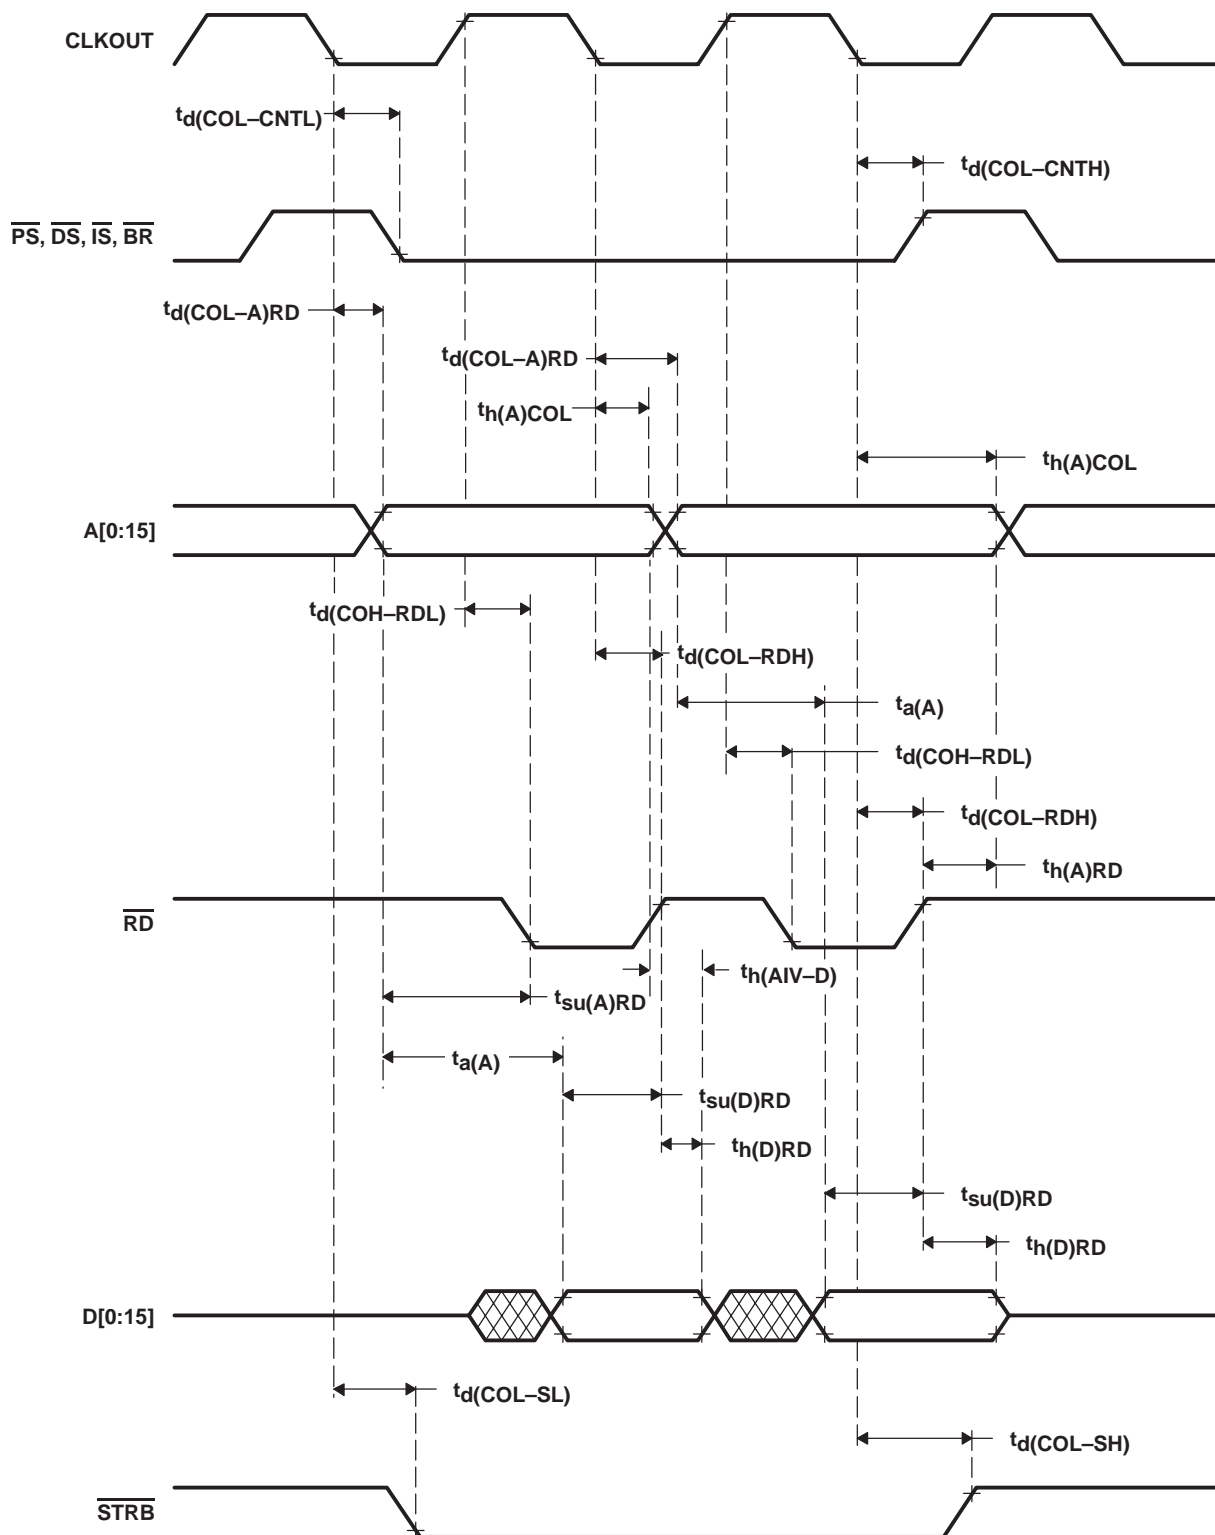 CLKOUT
td(COL–CNTL)
td(COL–CNTH)
PS, DS, IS, BR
td(COL–A)RD
td(COL–A)RD
th(A)COL
th(A)COL
A[0:15]
td(COH–RDL)
td(COL–RDH)
ta(A)
td(COH–RDL)
td(COL–RDH)
th(A)RD
RD
th(AIV–D)
tsu(A)RD
ta(A)
tsu(D)RD
th(D)RD
tsu(D)RD
th(D)RD
D[0:15]
td(COL–SL)
td(COL–SH)
STRB